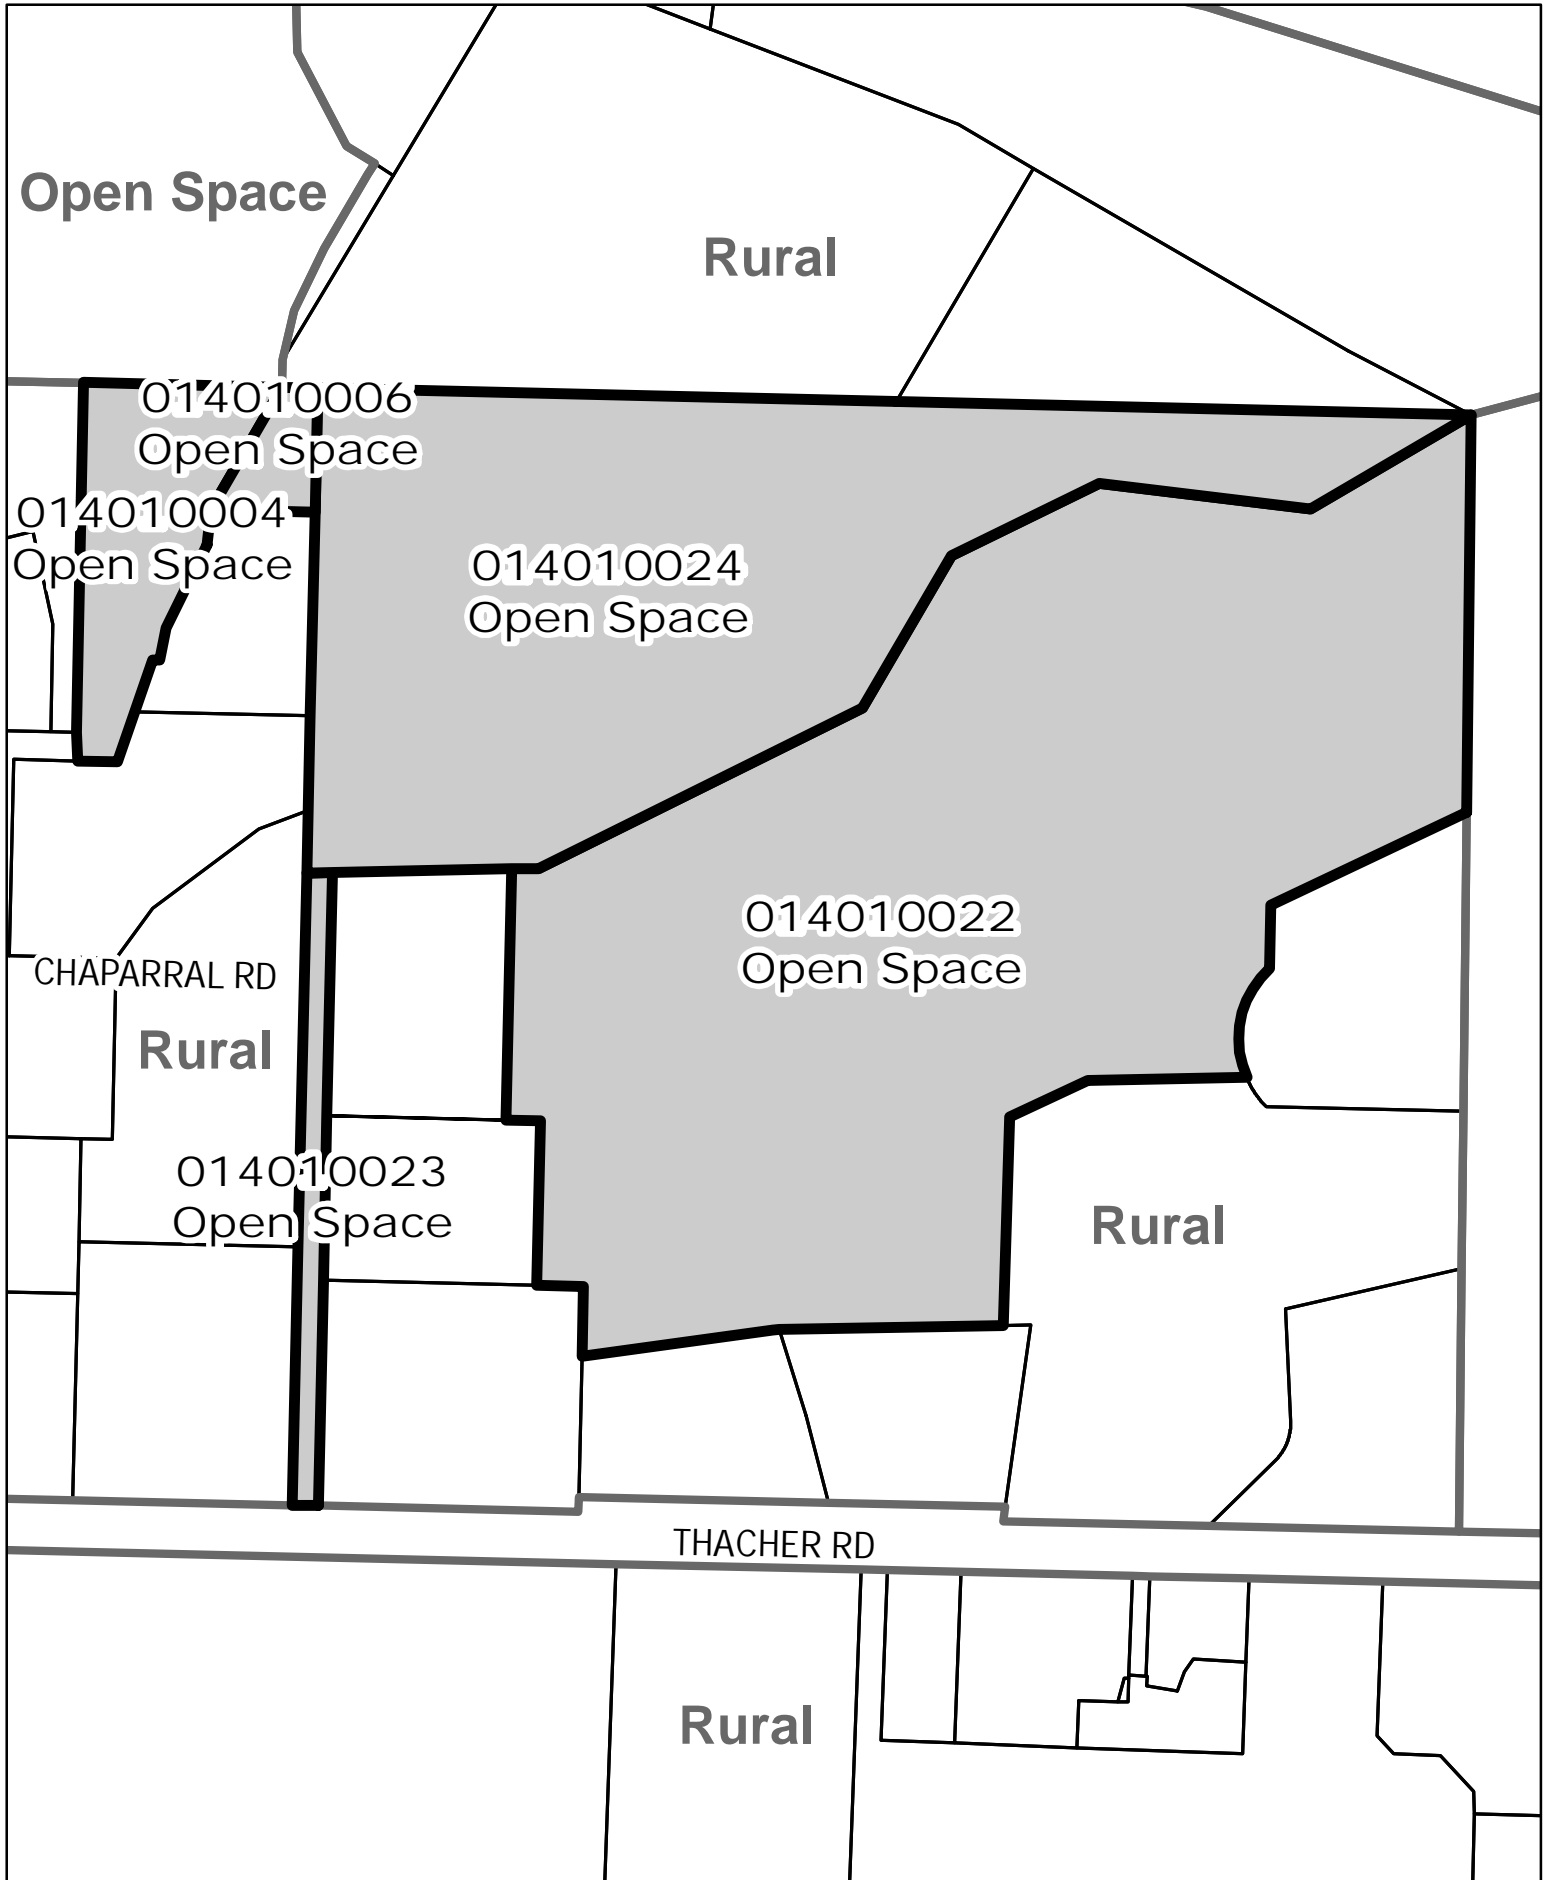 Open Space
Rural
014010006
Open Space
014010004
Open Space
014010024
Open Space
014010022
Open Space
CHAPARRAL RD
Rural
014010023
Open Space
Rural
THACHER RD
Rural